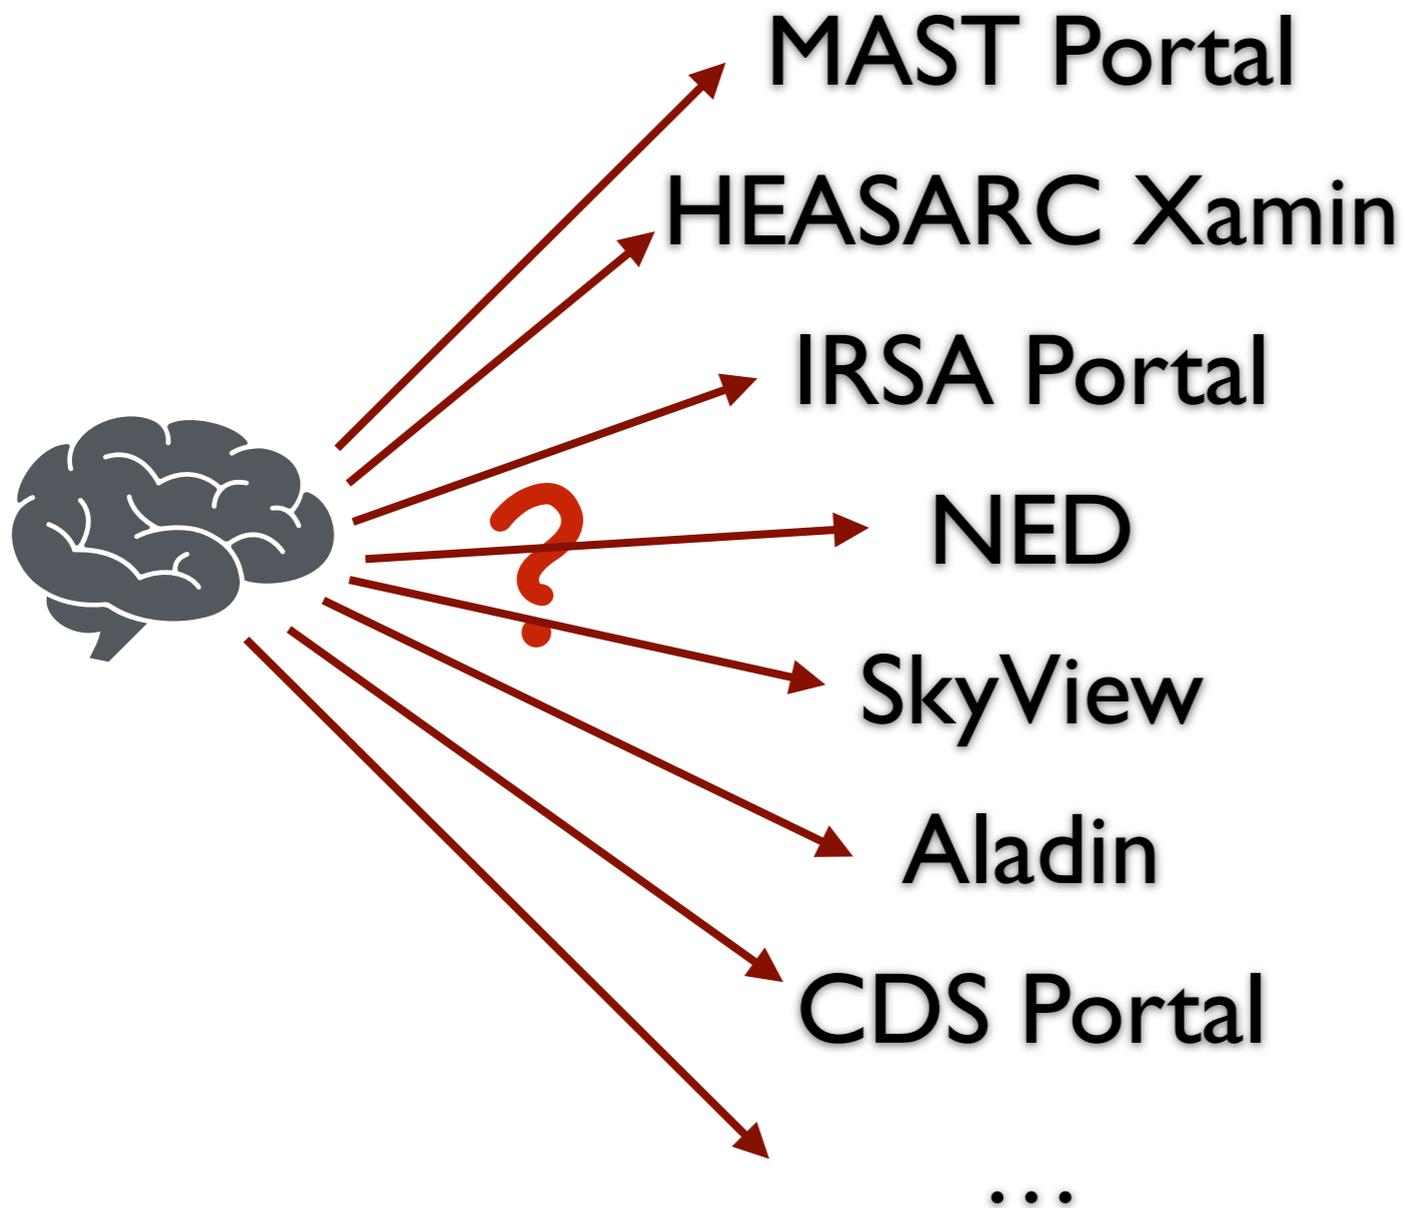 MAST Portal
HEASARC Xamin
IRSA Portal
?
NED
SkyView
Aladin
CDS Portal
...